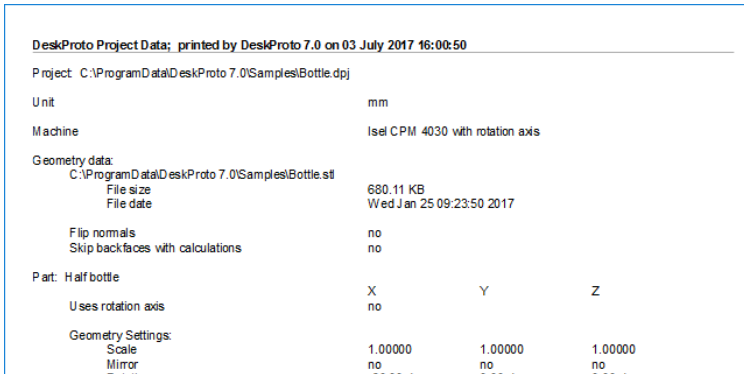 DeskProto Project Data; printed by DeskProto 7.0 on 03 July 2017 16:00:50
Project C:\ProgramData\DeskProto 7.0\Samples\Bottle.dpj
Unit mm
Machine Isel CPM 4030 with rotation axis
Geometry data:
C:\ProgramData\DeskProto 7.0\Samples\Bottle.stl
File size 680.11 KB
File date Wed Jan 25 09:23:50 2017
Flip normals no
Skip backfaces with calculations no
Part: Half bottle
X Y Z
Uses rotation axis no
Geometry Settings:
Scale 1.00000 1.00000 1.00000
Mirror no no no